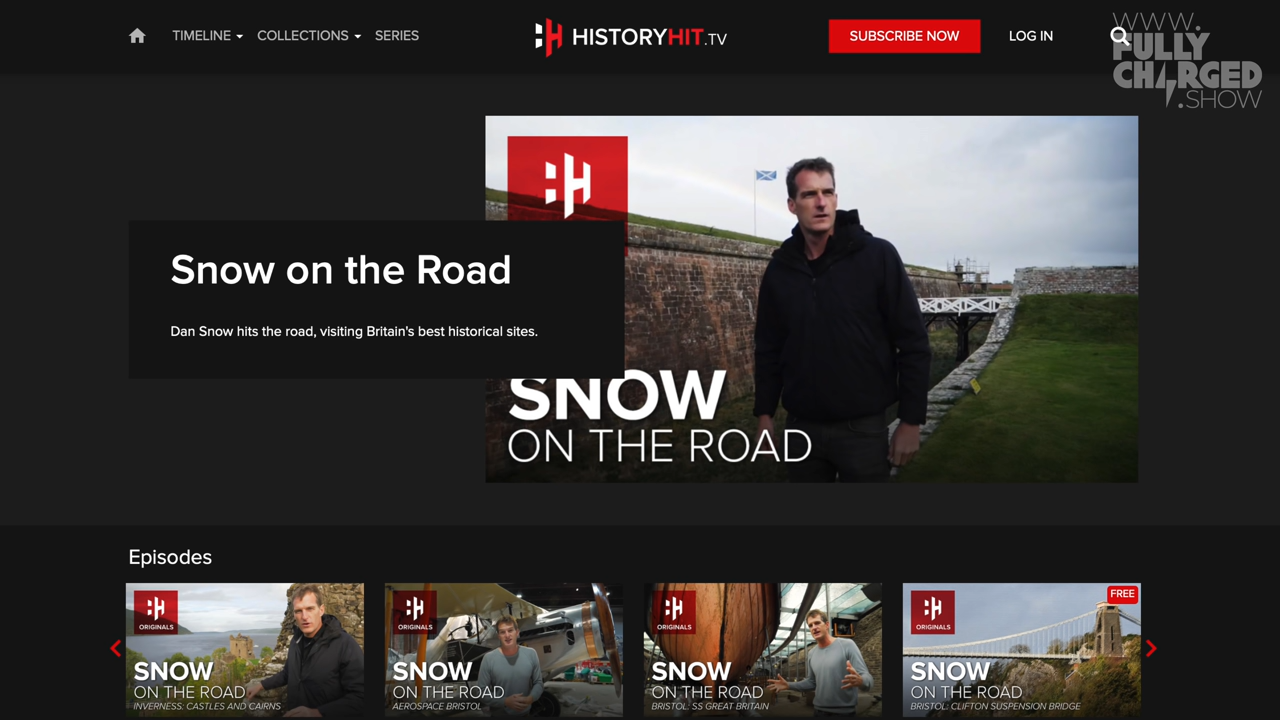 TIMELINE
COLLECTIONS
SERIES
HISTORYHIT.TV
SUBSCRIBE NOW
LOG IN
WWW.
FULLY
CHARGED
.SHOW
H
Snow on the Road
Dan Snow hits the road, visiting Britain's best historical sites.
SNOW
ON THE ROAD
Episodes
H
ORIGINALS
SNOW
ON THE ROAD
INVERNESS: CASTLES AND CAIRNS
H
ORIGINALS
SNOW
ON THE ROAD
AEROSPACE BRISTOL
H
ORIGINALS
SNOW
ON THE ROAD
BRISTOL: SS GREAT BRITAIN
FREE
H
ORIGINALS
SNOW
ON THE ROAD
BRISTOL: CLIFTON SUSPENSION BRIDGE